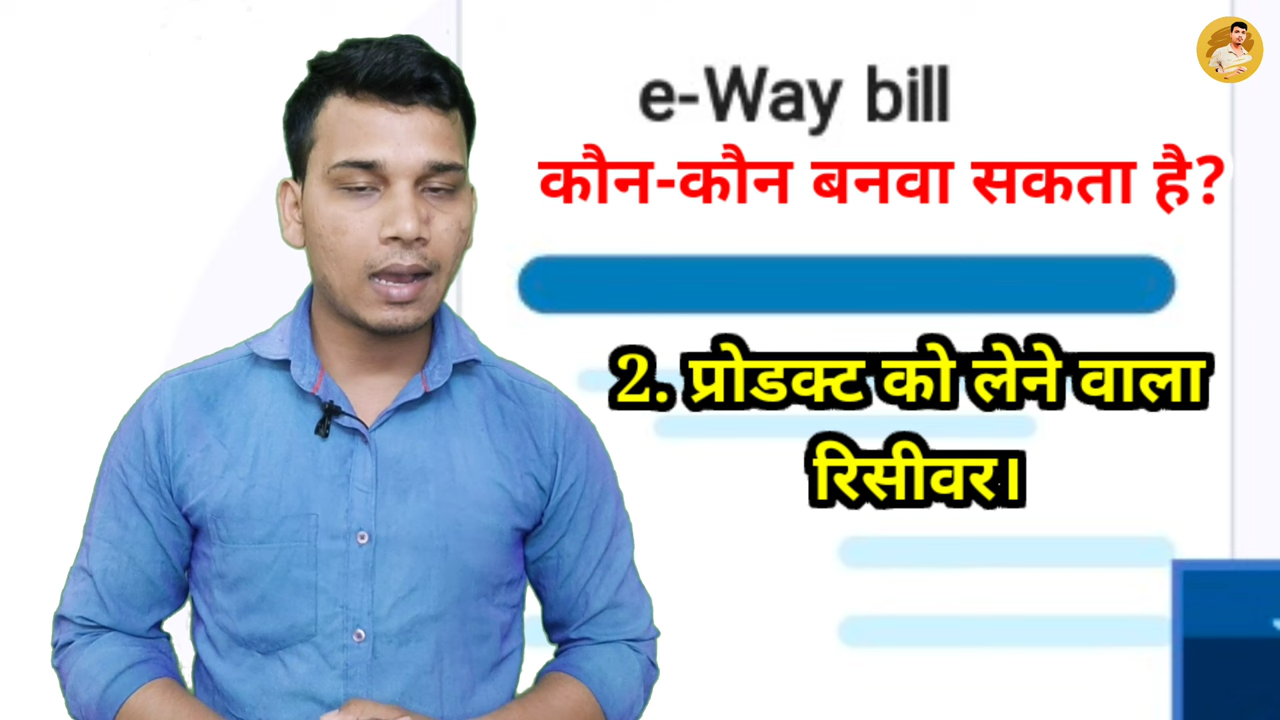 e-Way bill
कौन-कौन बनवा सकता है?
2. प्रोडक्ट को लेने वाला
रिसीवर।